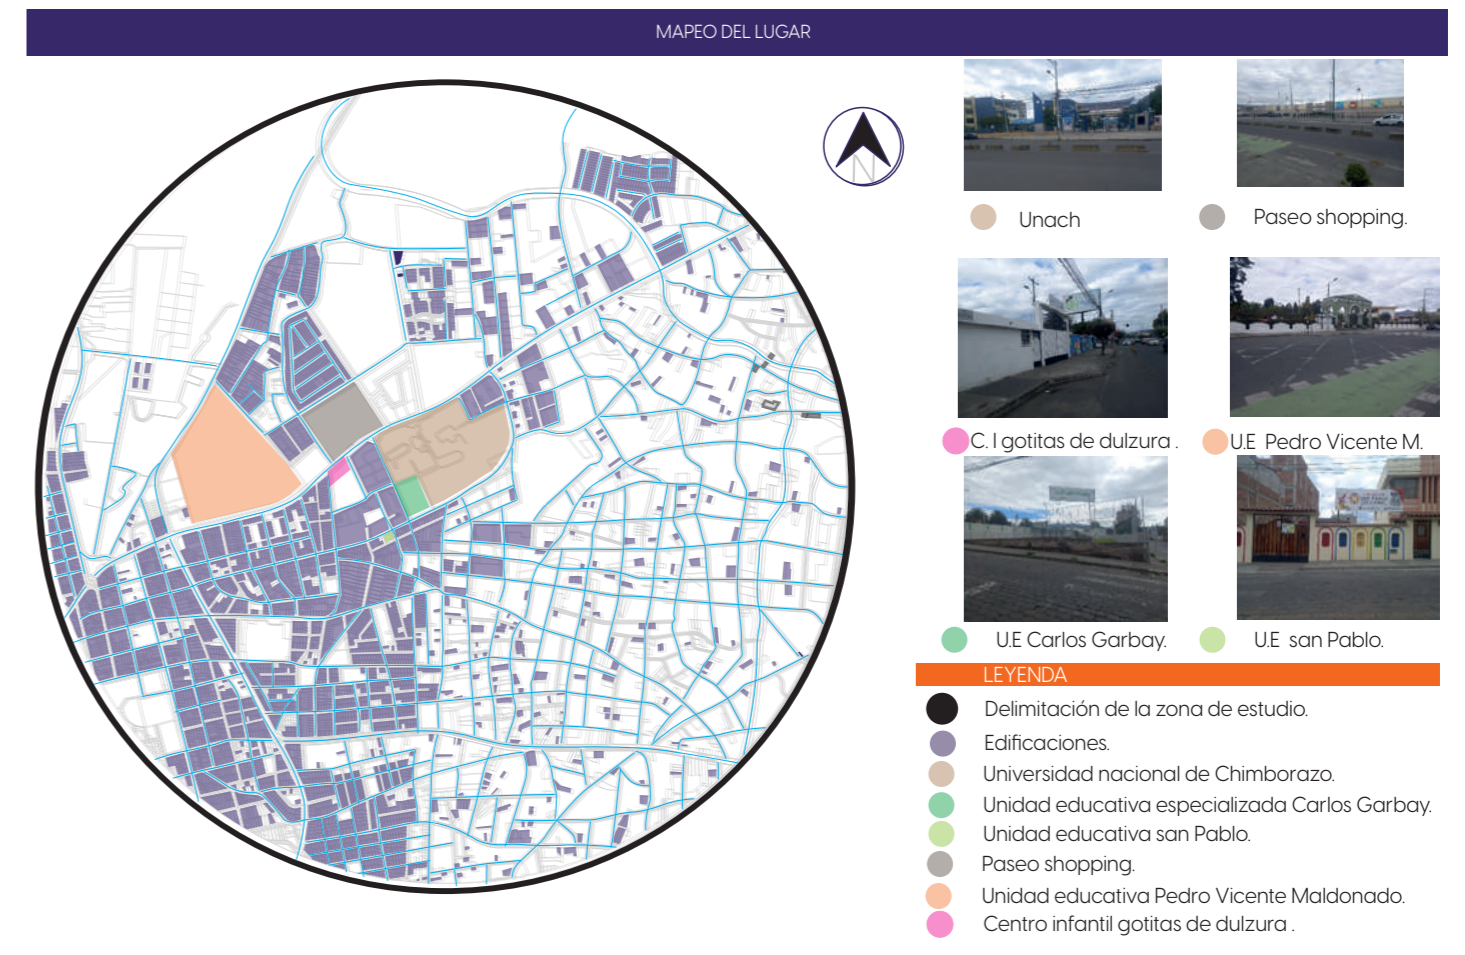 MAPEO DEL LUGAR
N
Unach
Paseo shopping.
C. I gotitas de dulzura .
U.E Pedro Vicente M.
U.E Carlos Garbay.
U.E san Pablo.
LEYENDA
Delimitación de la zona de estudio.
Edificaciones.
Universidad nacional de Chimborazo.
Unidad educativa especializada Carlos Garbay.
Unidad educativa san Pablo.
Paseo shopping.
Unidad educativa Pedro Vicente Maldonado.
Centro infantil gotitas de dulzura .